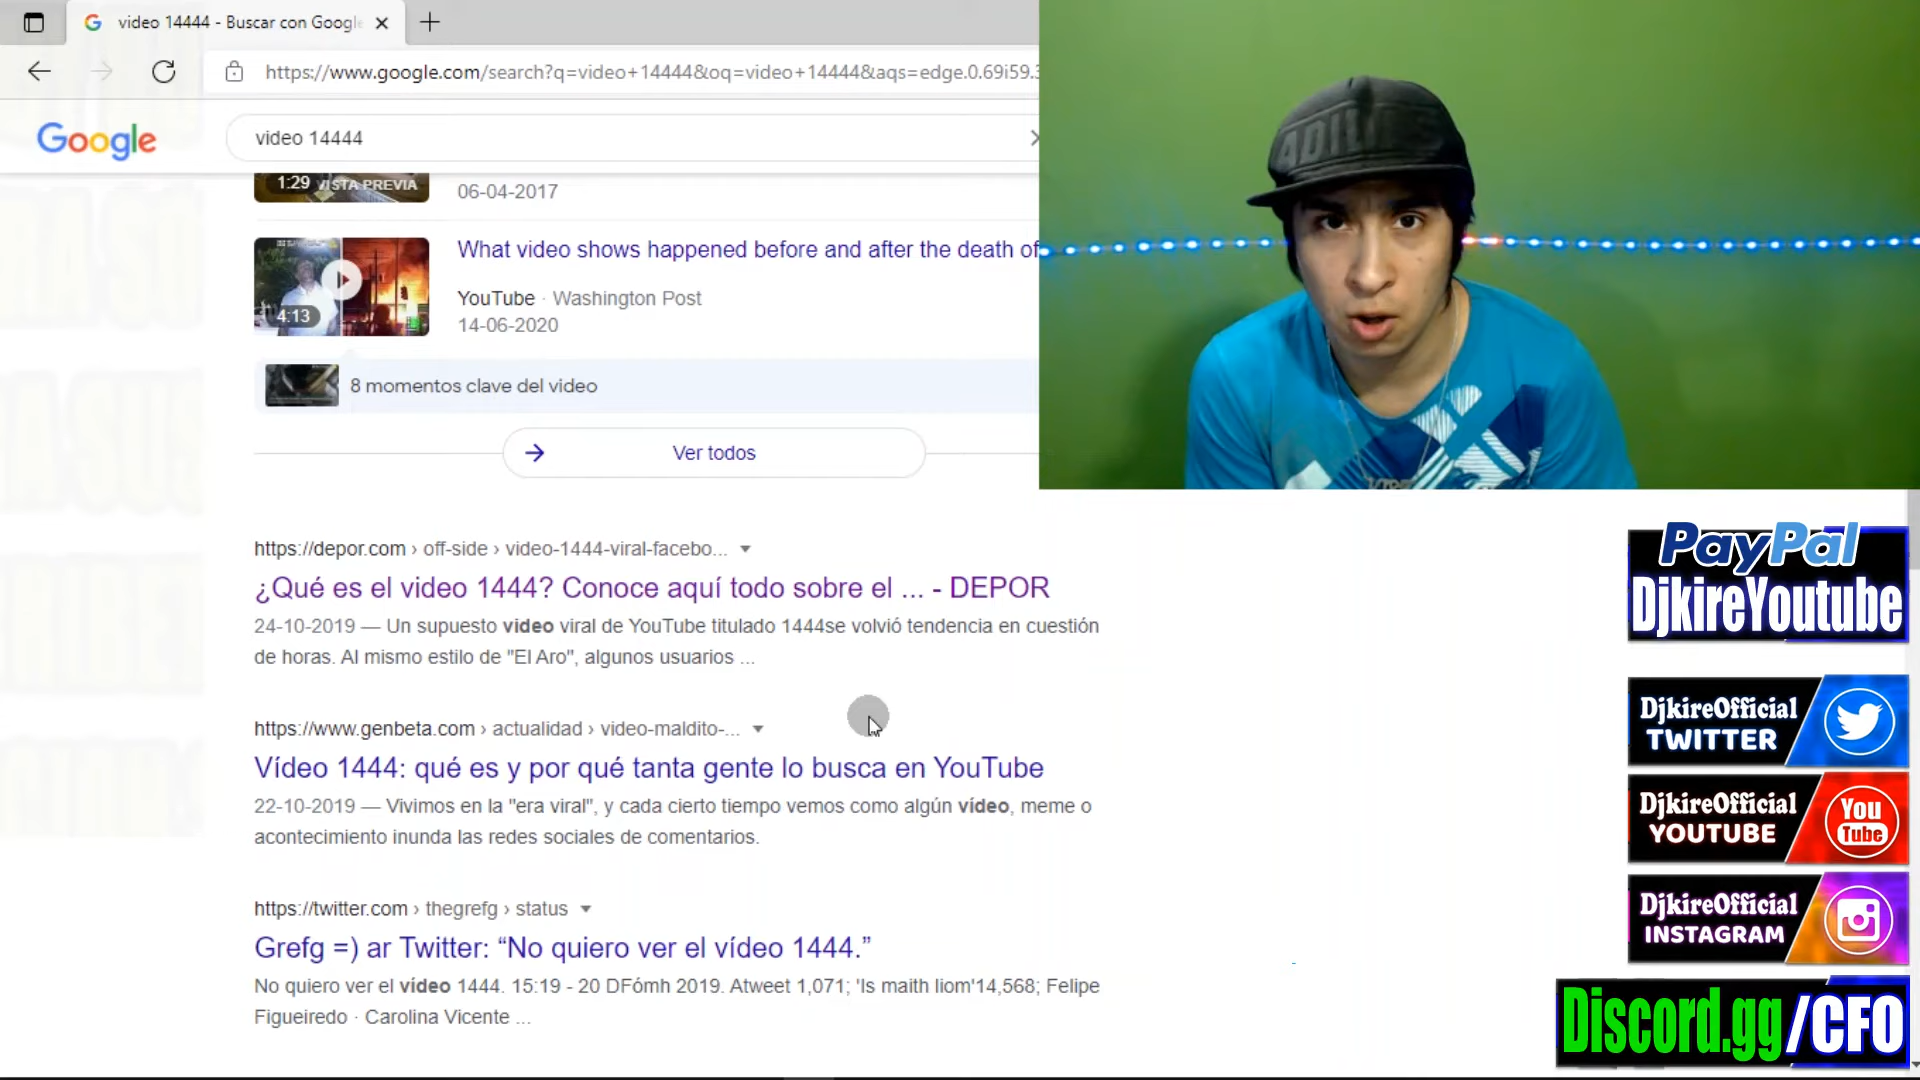 video 14444 - Buscar con Google
https://www.google.com/search?q=video+14444&oq=video+14444&aqs=edge.0.69i59.3
Google
video 14444
1:29 VISTA PREVIA
06-04-2017
What video shows happened before and after the death of
YouTube · Washington Post
14-06-2020
4:13
8 momentos clave del video
Ver todos
https://depor.com › off-side › video-1444-viral-facebo...
¿Qué es el video 1444? Conoce aquí todo sobre el ... - DEPOR
24-10-2019 — Un supuesto video viral de YouTube titulado 1444se volvió tendencia en cuestión
de horas. Al mismo estilo de "El Aro", algunos usuarios ...
https://www.genbeta.com › actualidad › video-maldito-...
Vídeo 1444: qué es y por qué tanta gente lo busca en YouTube
22-10-2019 — Vivimos en la "era viral", y cada cierto tiempo vemos como algún vídeo, meme o
acontecimiento inunda las redes sociales de comentarios.
https://twitter.com › thegrefg › status
Grefg =) ar Twitter: “No quiero ver el vídeo 1444.”
No quiero ver el vídeo 1444. 15:19 - 20 DFómh 2019. Atweet 1,071; 'Is maith liom'14,568; Felipe
Figueiredo · Carolina Vicente ...
PayPal
DjkireYoutube
DjkireOfficial
TWITTER
DjkireOfficial
YOUTUBE
You
Tube
DjkireOfficial
INSTAGRAM
Discord.gg/CFO